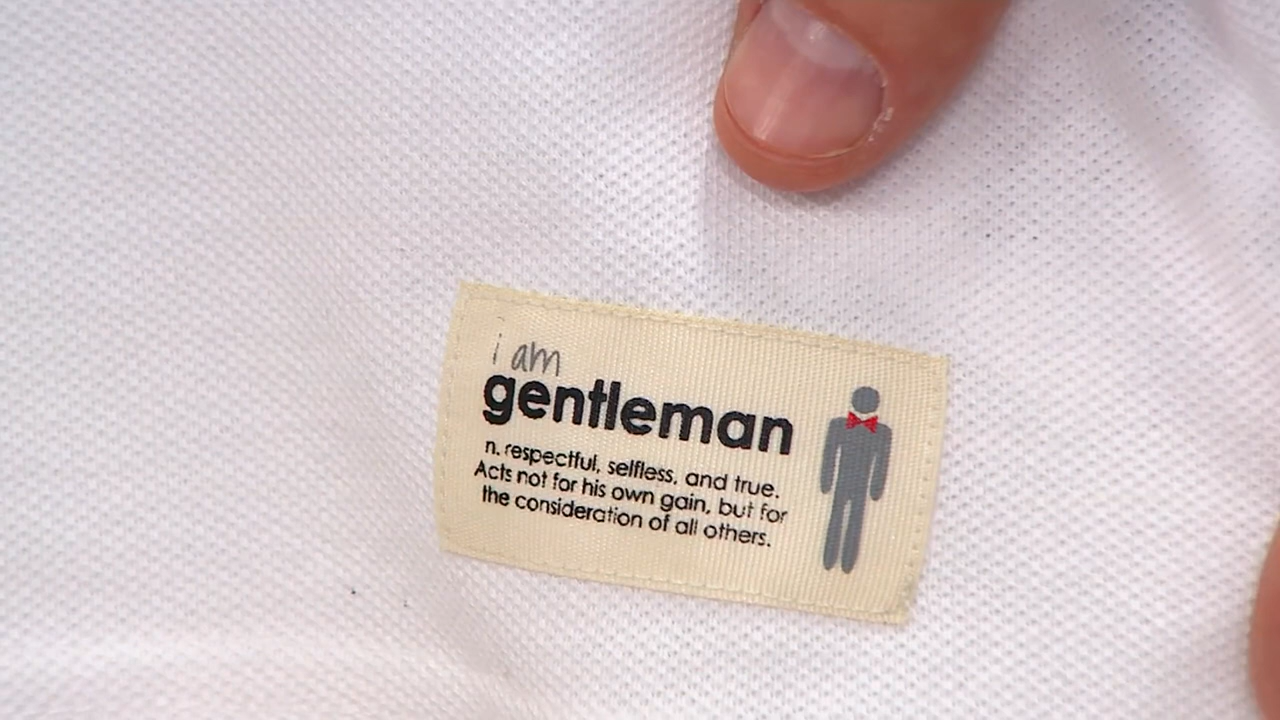 i am
gentleman
n. respectful, selfless, and true.
Acts not for his own gain, but for
the consideration of all others.